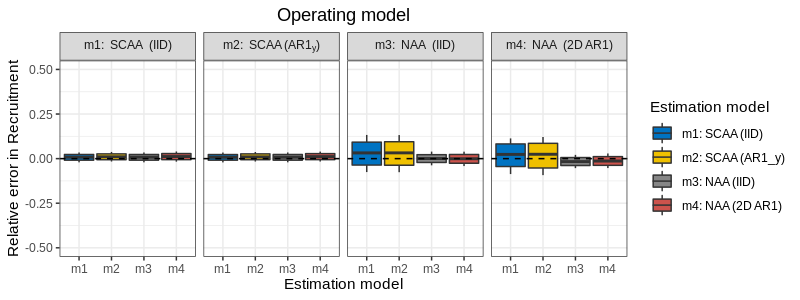 Operating model
m1: SCAA (IID)
m2: SCAA (AR1y)
m3: NAA (IID)
m4: NAA (2D AR1)
Relative error in Recruitment
0.50
0.25
0.00
-0.25
-0.50
m1 m2 m3 m4
m1 m2 m3 m4
m1 m2 m3 m4
m1 m2 m3 m4
Estimation model
Estimation model
m1: SCAA (IID)
m2: SCAA (AR1_y)
m3: NAA (IID)
m4: NAA (2D AR1)